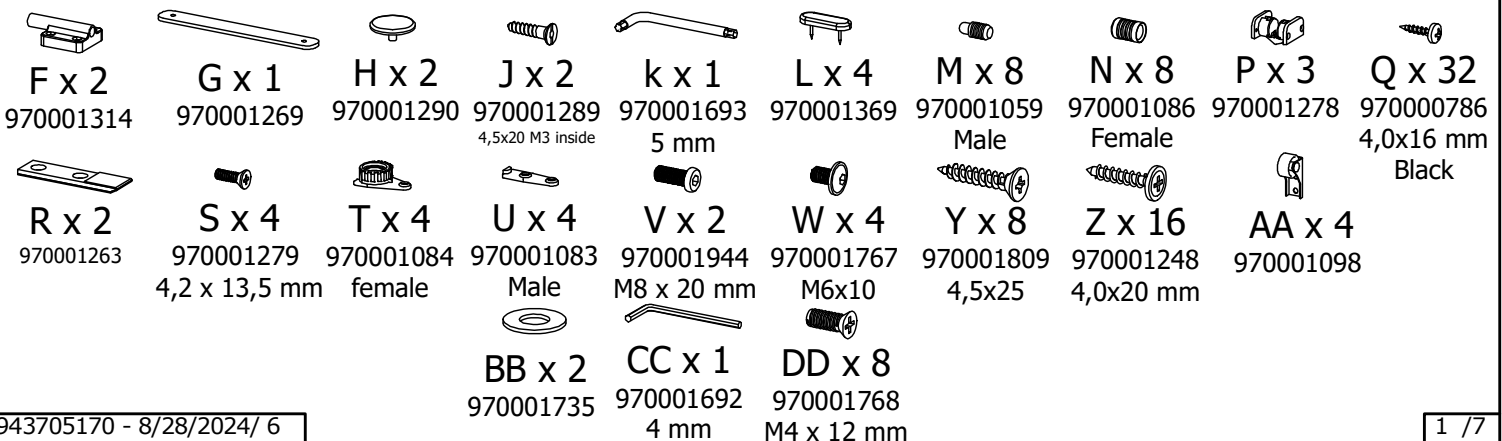 F x 2
970001314
G x 1
970001269
H x 2
970001290
J x 2
970001289
4,5x20 M3 inside
k x 1
970001693
5 mm
L x 4
970001369
M x 8
970001059
Male
N x 8
970001086
Female
P x 3
970001278
Q x 32
970000786
4,0x16 mm
Black
R x 2
970001263
S x 4
970001279
4,2 x 13,5 mm
T x 4
970001084
female
U x 4
970001083
Male
V x 2
970001944
M8 x 20 mm
W x 4
970001767
M6x10
Y x 8
970001809
4,5x25
Z x 16
970001248
4,0x20 mm
AA x 4
970001098
BB x 2
970001735
CC x 1
970001692
4 mm
DD x 8
970001768
M4 x 12 mm
943705170 - 8/28/2024/ 6
1 /7